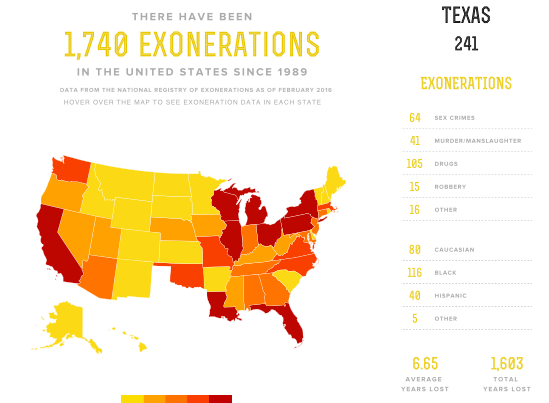 THERE HAVE BEEN
1,740 EXONERATIONS
IN THE UNITED STATES SINCE 1989
DATA FROM THE NATIONAL REGISTRY OF EXONERATIONS AS OF FEBRUARY 2016
HOVER OVER THE MAP TO SEE EXONERATION DATA IN EACH STATE
TEXAS
241
EXONERATIONS
64 SEX CRIMES
41 MURDER/MANSLAUGHTER
105 DRUGS
15 ROBBERY
16 OTHER
80 CAUCASIAN
116 BLACK
40 HISPANIC
5 OTHER
6.65
AVERAGE
YEARS LOST
1,603
TOTAL
YEARS LOST